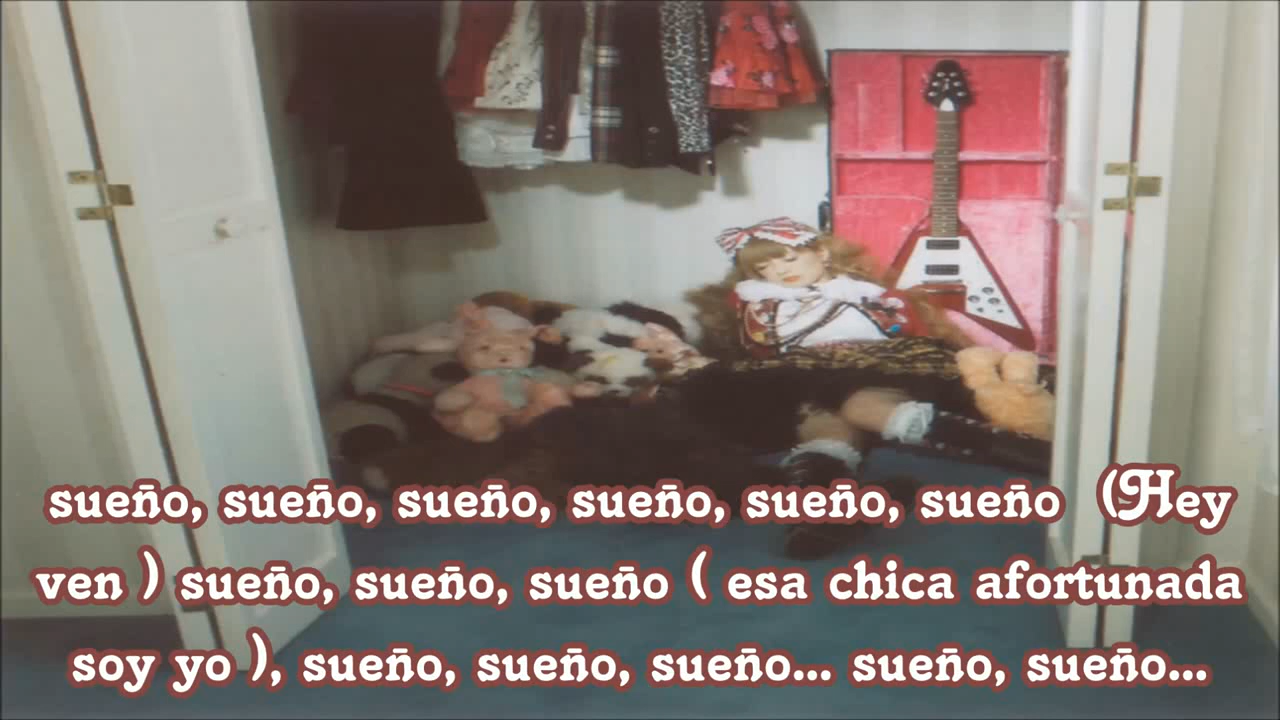 sueño, sueño, sueño, sueño, sueño, sueño (Hey
ven ) sueño, sueño, sueño ( esa chica afortunada
soy yo ), sueño, sueño, sueño... sueño, sueño...